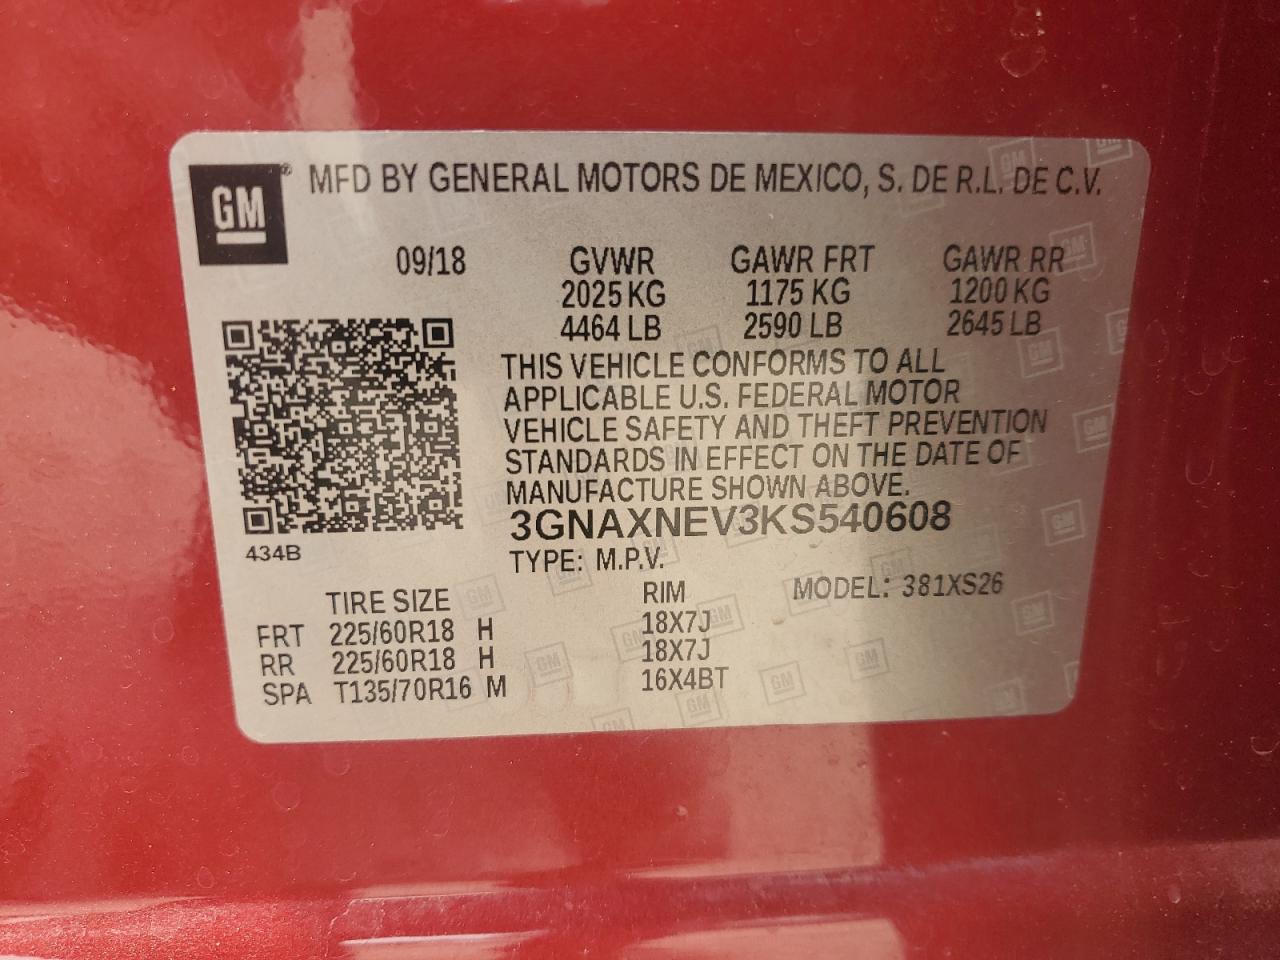 GM® MFD BY GENERAL MOTORS DE MEXICO, S. DE R.L. DE C.V.
09/18 GVWR GAWR FRT GAWR RR
2025 KG 1175 KG 1200 KG
4464 LB 2590 LB 2645 LB
THIS VEHICLE CONFORMS TO ALL
APPLICABLE U.S. FEDERAL MOTOR
VEHICLE SAFETY AND THEFT PREVENTION
STANDARDS IN EFFECT ON THE DATE OF
MANUFACTURE SHOWN ABOVE.
3GNAXNEV3KS540608
434B
TYPE: M.P.V.
TIRE SIZE RIM MODEL: 381XS26
FRT 225/60R18 H 18X7J
RR 225/60R18 H 18X7J
SPA T135/70R16 M 16X4BT